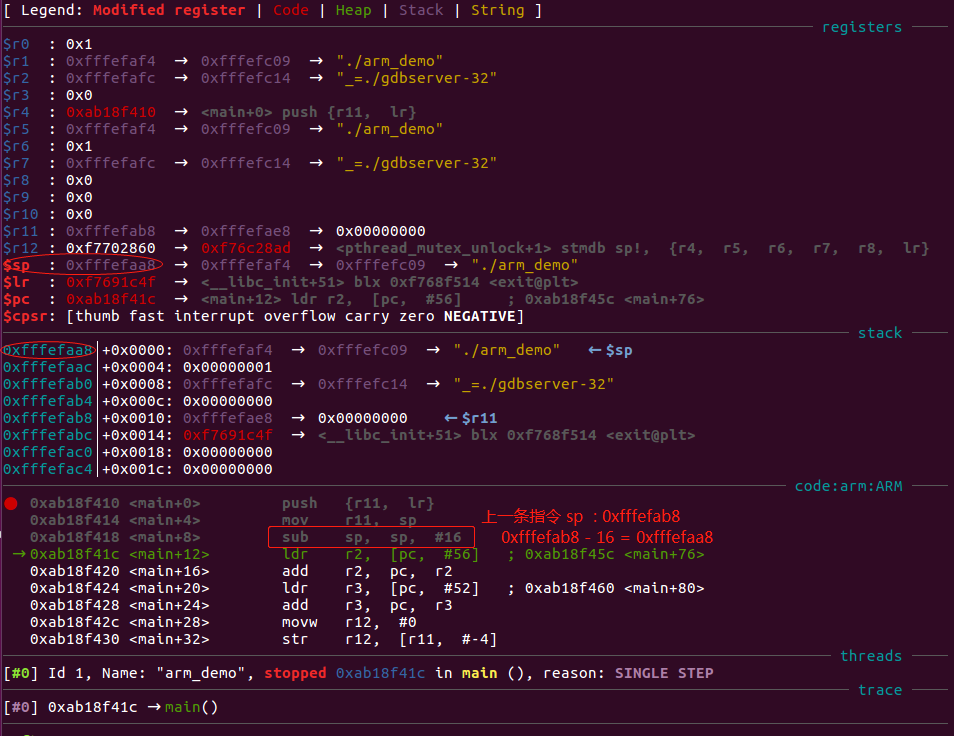 [ Legend: Modified register | Code | Heap | Stack | String ]
registers
$r0  : 0x1
$r1  : 0xfffefaf4  →  0xfffefc09  →  "./arm_demo"
$r2  : 0xfffefafc  →  0xfffefc14  →  "_=./gdbserver-32"
$r3  : 0x0
$r4  : 0xab18f410  →  <main+0> push {r11,  lr}
$r5  : 0xfffefaf4  →  0xfffefc09  →  "./arm_demo"
$r6  : 0x1
$r7  : 0xfffefafc  →  0xfffefc14  →  "_=./gdbserver-32"
$r8  : 0x0
$r9  : 0x0
$r10 : 0x0
$r11 : 0xfffefab8  →  0xfffefae8  →  0x00000000
$r12 : 0xf7702860  →  0xf76c28ad  →  <pthread_mutex_unlock+1> stmdb sp!,  {r4,  r5,  r6,  r7,  r8,  lr}
$sp  : 0xfffefaa8  →  0xfffefaf4  →  0xfffefc09  →  "./arm_demo"
$lr  : 0xf7691c4f  →  <__libc_init+51> blx 0xf768f514 <exit@plt>
$pc  : 0xab18f41c  →  <main+12> ldr r2,  [pc,  #56]    ; 0xab18f45c <main+76>
$cpsr: [thumb fast interrupt overflow carry zero NEGATIVE]
stack
0xfffefaa8│+0x0000: 0xfffefaf4  →  0xfffefc09  →  "./arm_demo"   ← $sp
0xfffefaac│+0x0004: 0x00000001
0xfffefab0│+0x0008: 0xfffefafc  →  0xfffefc14  →  "_=./gdbserver-32"
0xfffefab4│+0x000c: 0x00000000
0xfffefab8│+0x0010: 0xfffefae8  →  0x00000000    ← $r11
0xfffefabc│+0x0014: 0xf7691c4f  →  <__libc_init+51> blx 0xf768f514 <exit@plt>
0xfffefac0│+0x0018: 0x00000000
0xfffefac4│+0x001c: 0x00000000
code:arm:ARM
0xab18f410 <main+0>         push   {r11,  lr}
0xab18f414 <main+4>         mov    r11,  sp
上一条指令 sp : 0xfffefab8
0xab18f418 <main+8>         sub    sp,  sp,  #16
0xfffefab8 - 16 = 0xfffefaa8
→ 0xab18f41c <main+12>        ldr    r2,  [pc,  #56]   ; 0xab18f45c <main+76>
0xab18f420 <main+16>        add    r2,  pc,  r2
0xab18f424 <main+20>        ldr    r3,  [pc,  #52]   ; 0xab18f460 <main+80>
0xab18f428 <main+24>        add    r3,  pc,  r3
0xab18f42c <main+28>        movw   r12,  #0
0xab18f430 <main+32>        str    r12,  [r11,  #-4]
threads
[#0] Id 1, Name: "arm_demo", stopped 0xab18f41c in main (), reason: SINGLE STEP
trace
[#0] 0xab18f41c → main()